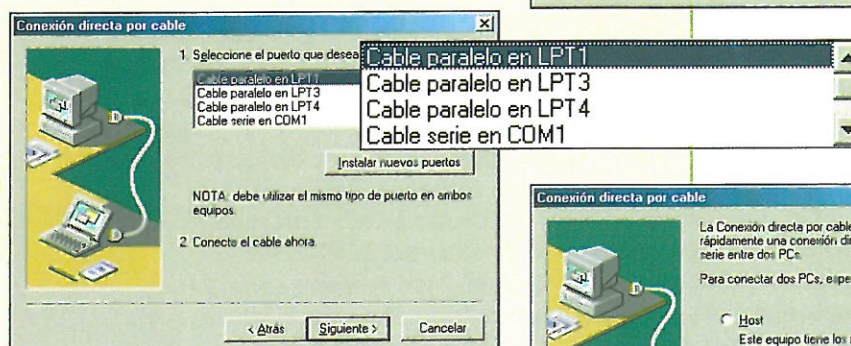 Conexión directa por cable
1 Seleccione el puerto que desea
Cable paralelo en LPT1
Cable paralelo en LPT3
Cable paralelo en LPT4
Cable serie en COM1
Cable paralelo en LPT1
Cable paralelo en LPT3
Cable paralelo en LPT4
Cable serie en COM1
Instalar nuevos puertos
NOTA: debe utilizar el mismo tipo de puerto en ambos
equipos.
2 Conecte el cable ahora.
< Atrás
Siguiente >
Cancelar
Conexión directa por cable
La Conexión directa por cable
rápidamente una conexión
serie entre dos PCs.
Para conectar dos PCs,
Host
Este equipo tiene los